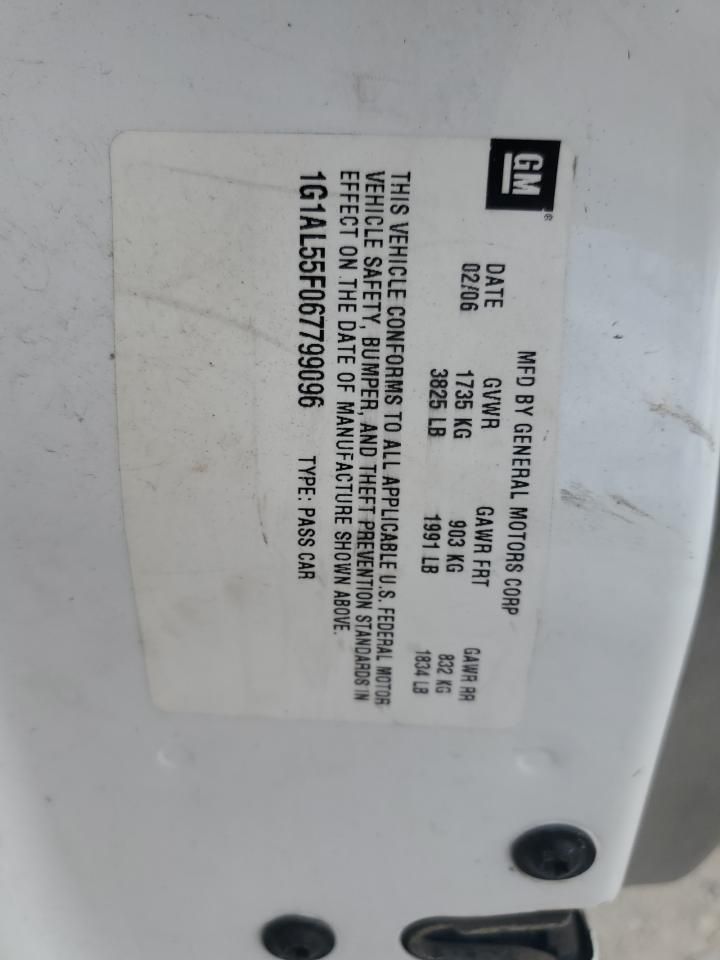 GM
MFD BY GENERAL MOTORS CORP
DATE GVWR GAWR FRT GAWR RR
02/06 1735 KG 903 KG 832 KG
3825 LB 1991 LB 1834 LB
THIS VEHICLE CONFORMS TO ALL APPLICABLE U.S. FEDERAL MOTOR
VEHICLE SAFETY, BUMPER, AND THEFT PREVENTION STANDARDS IN
EFFECT ON THE DATE OF MANUFACTURE SHOWN ABOVE.
1G1AL55F067799096 TYPE: PASS CAR